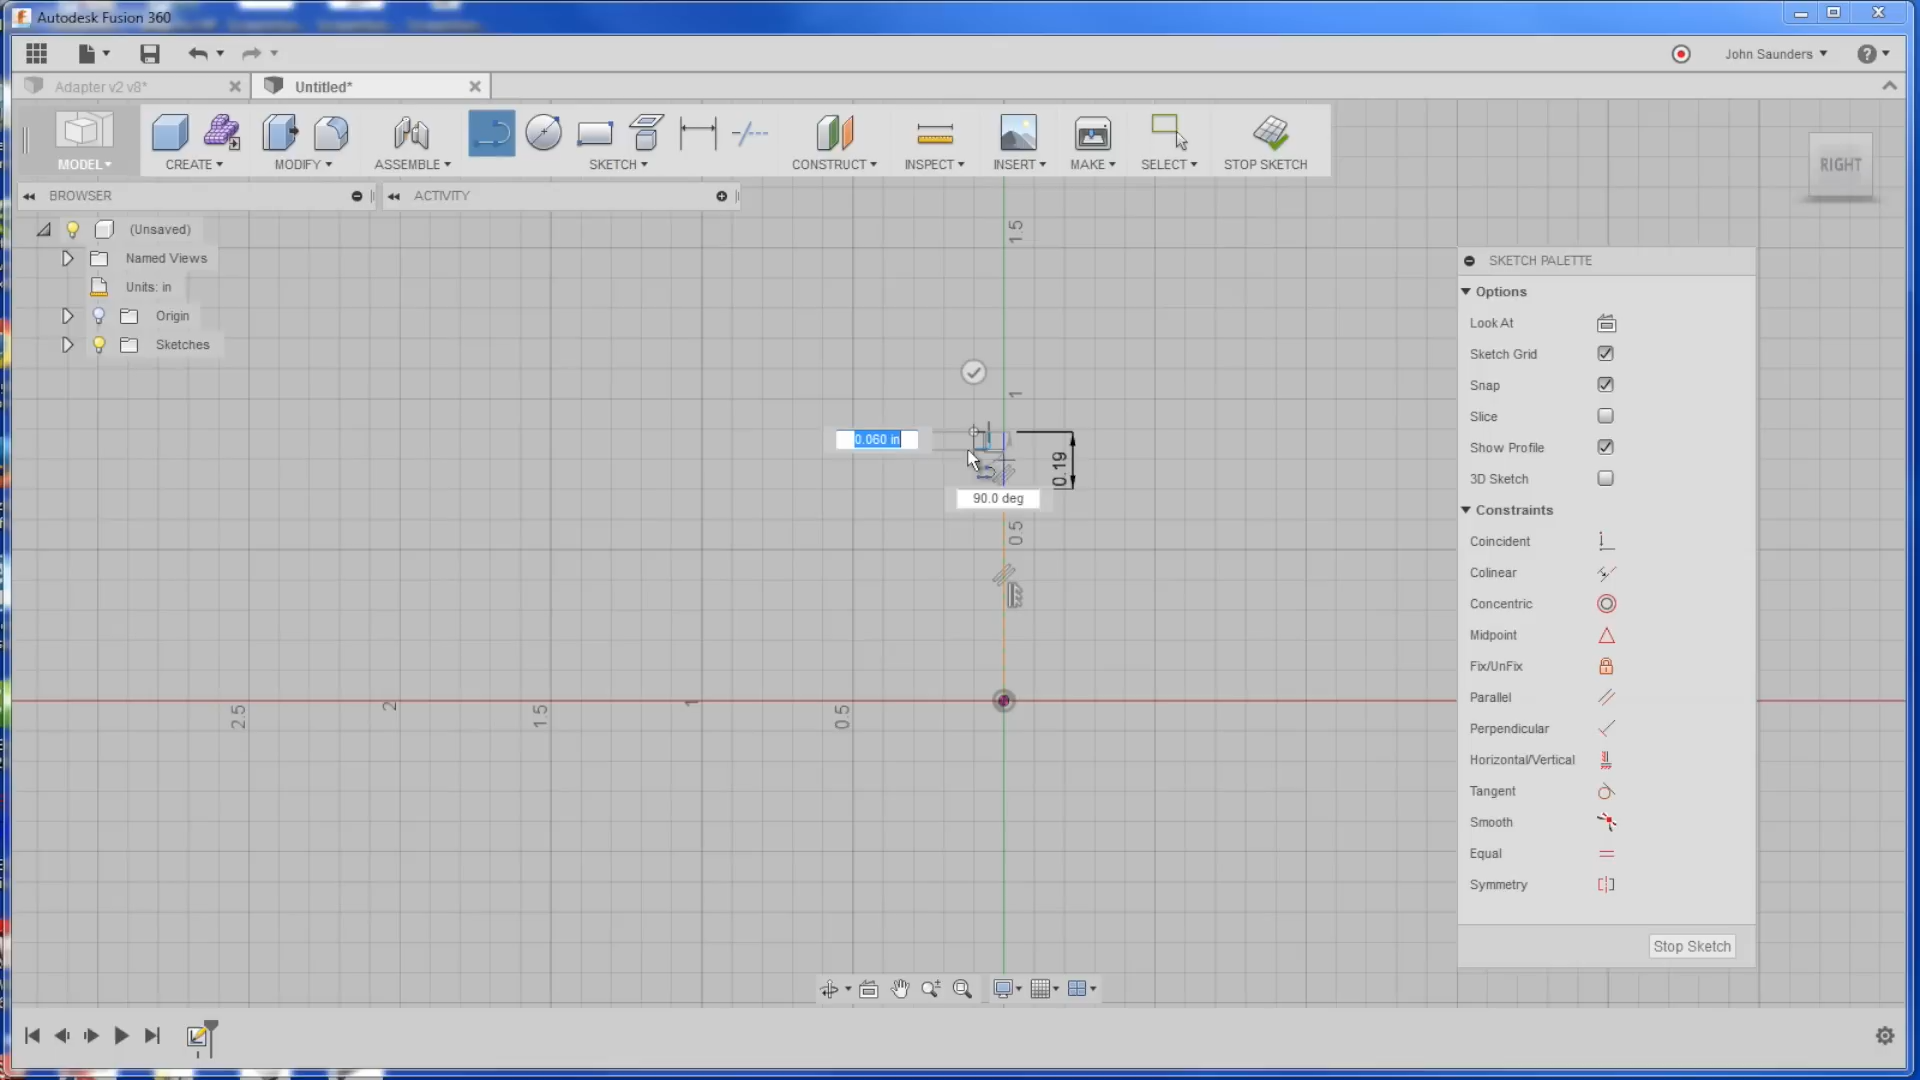 Autodesk Fusion 360
John Saunders
Adapter v2 v8*
Untitled*
MODEL
CREATE
MODIFY
ASSEMBLE
SKETCH
CONSTRUCT
INSPECT
INSERT
MAKE
SELECT
STOP SKETCH
RIGHT
BROWSER
ACTIVITY
(Unsaved)
Named Views
Units: in
Origin
Sketches
1.5
1
0.060 in
0.19
90.0 deg
0.5
2.5
2
1.5
1
0.5
SKETCH PALETTE
Options
Look At
Sketch Grid
Snap
Slice
Show Profile
3D Sketch
Constraints
Coincident
Colinear
Concentric
Midpoint
Fix/UnFix
Parallel
Perpendicular
Horizontal/Vertical
Tangent
Smooth
Equal
Symmetry
Stop Sketch